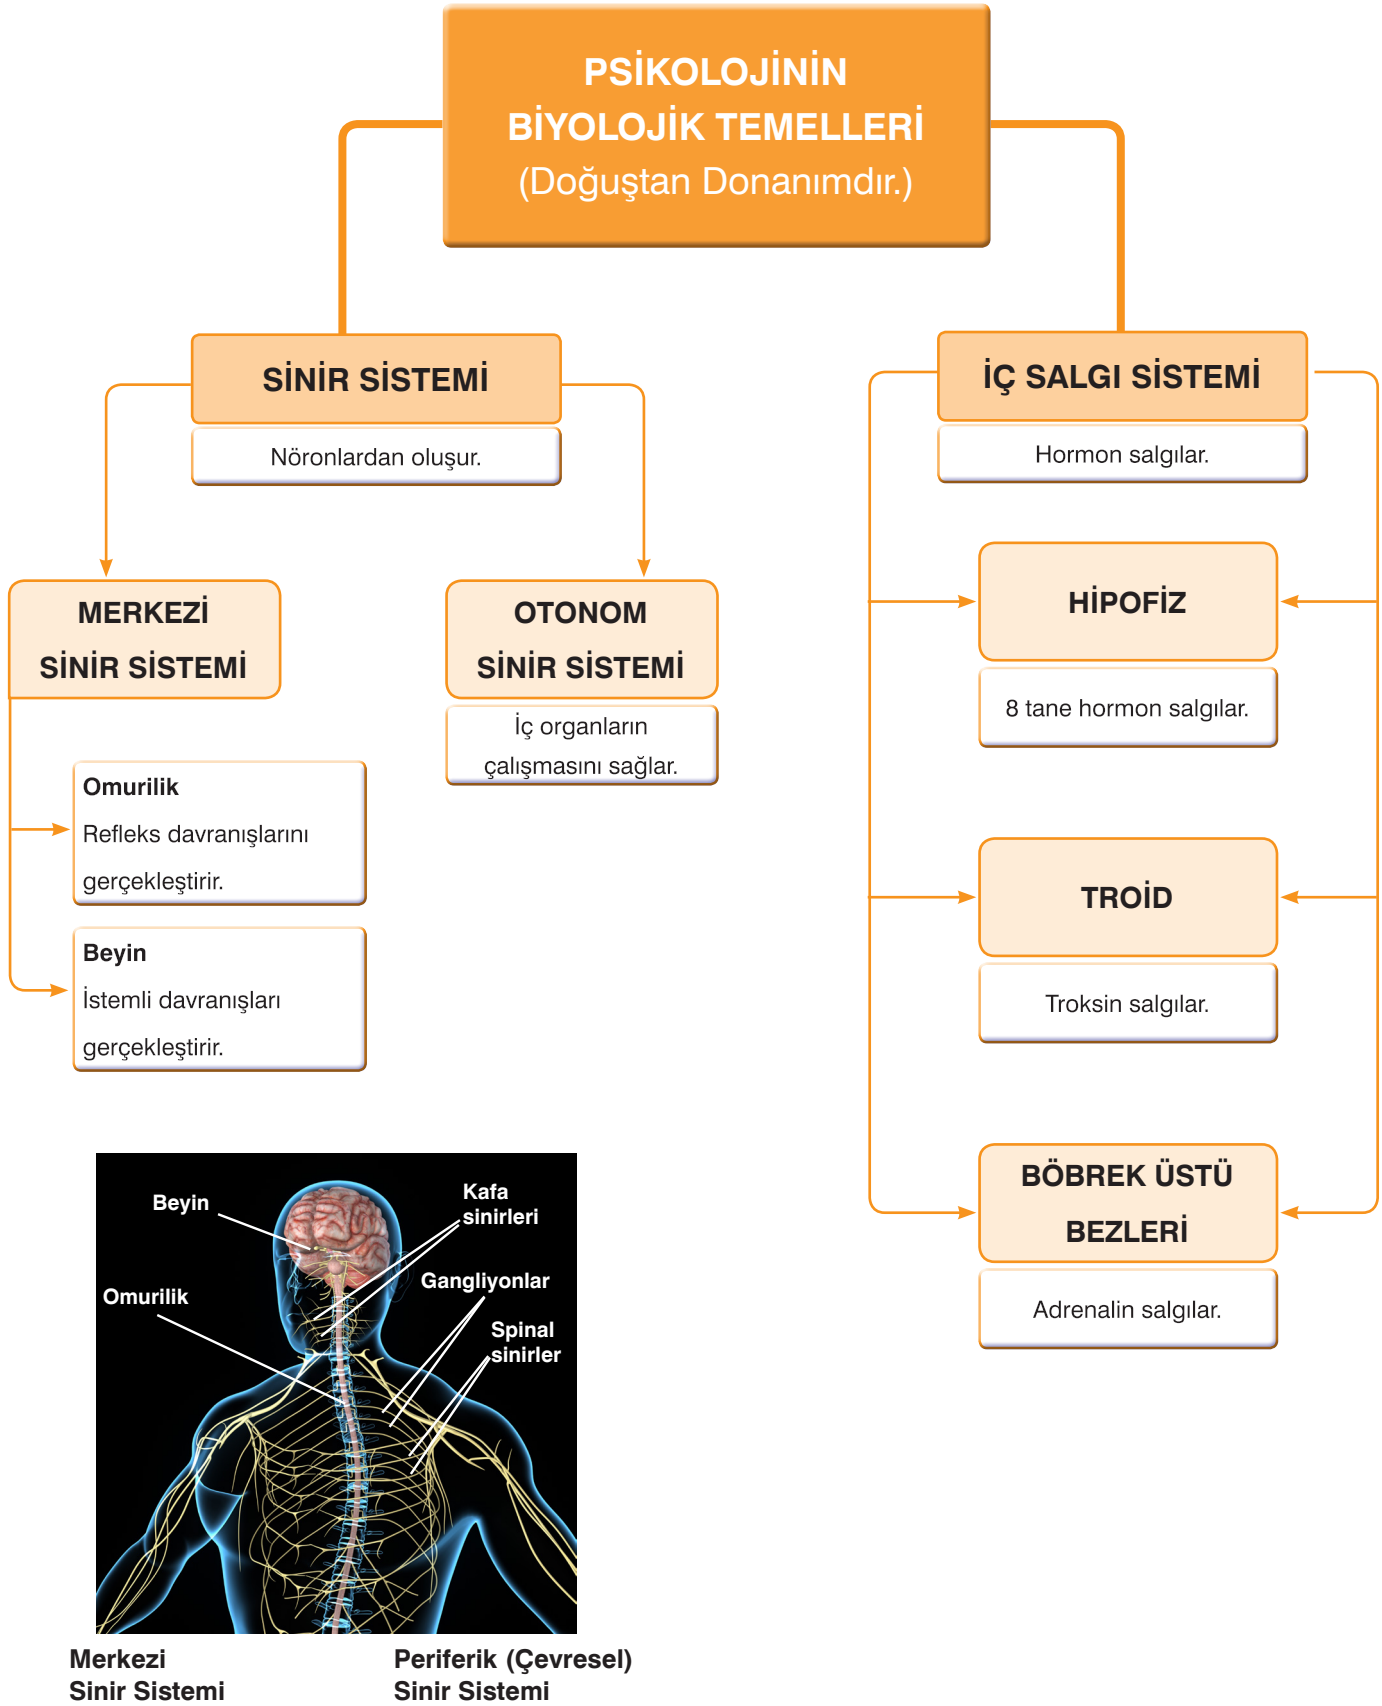 PSİKOLOJİNİN
BİYOLOJİK TEMELLERİ
(Doğuştan Donanımdır.)
SİNİR SİSTEMİ
Nöronlardan oluşur.
MERKEZİ
SİNİR SİSTEMİ
Omurilik
Refleks davranışlarını
gerçekleştirir.
Beyin
İstemli davranışları
gerçekleştirir.
OTONOM
SİNİR SİSTEMİ
İç organların
çalışmasını sağlar.
İÇ SALGI SİSTEMİ
Hormon salgılar.
HİPOFİZ
8 tane hormon salgılar.
TROİD
Troksin salgılar.
BÖBREK ÜSTÜ
BEZLERİ
Adrenalin salgılar.
Beyin
Kafa
sinirleri
Omurilik
Gangliyonlar
Spinal
sinirler
Merkezi
Sinir Sistemi
Periferik (Çevresel)
Sinir Sistemi